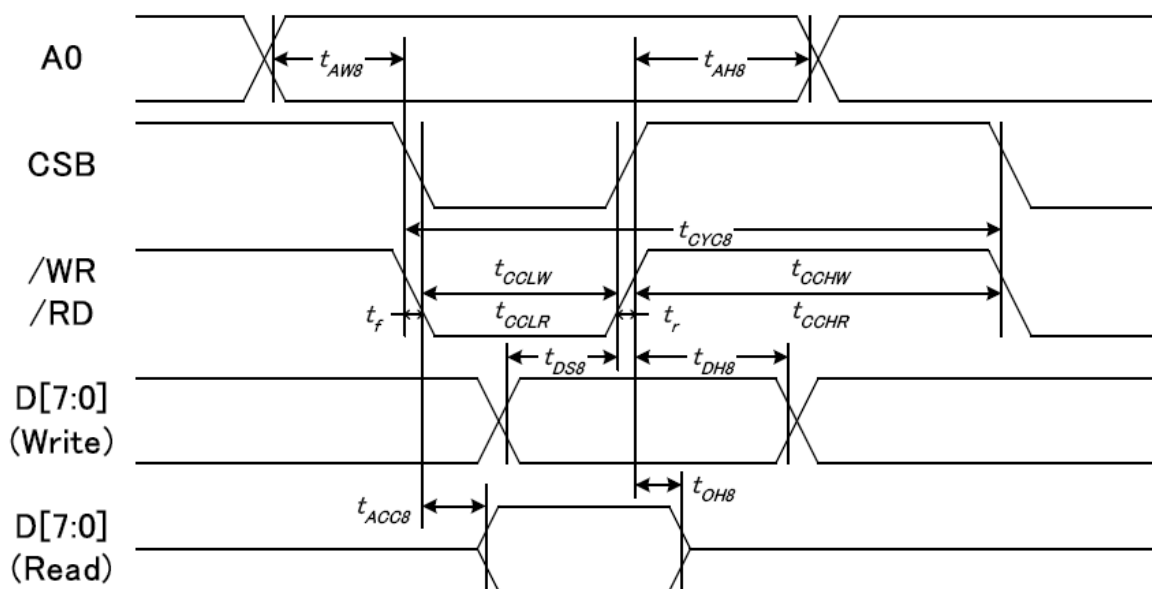 A0
t_AW8
t_AH8
CSB
t_CYC8
/WR
/RD
t_CCLW
t_CCHW
t_f
t_CCLR
t_r
t_CCHR
t_DS8
t_DH8
D[7:0]
(Write)
t_ACC8
t_OH8
D[7:0]
(Read)